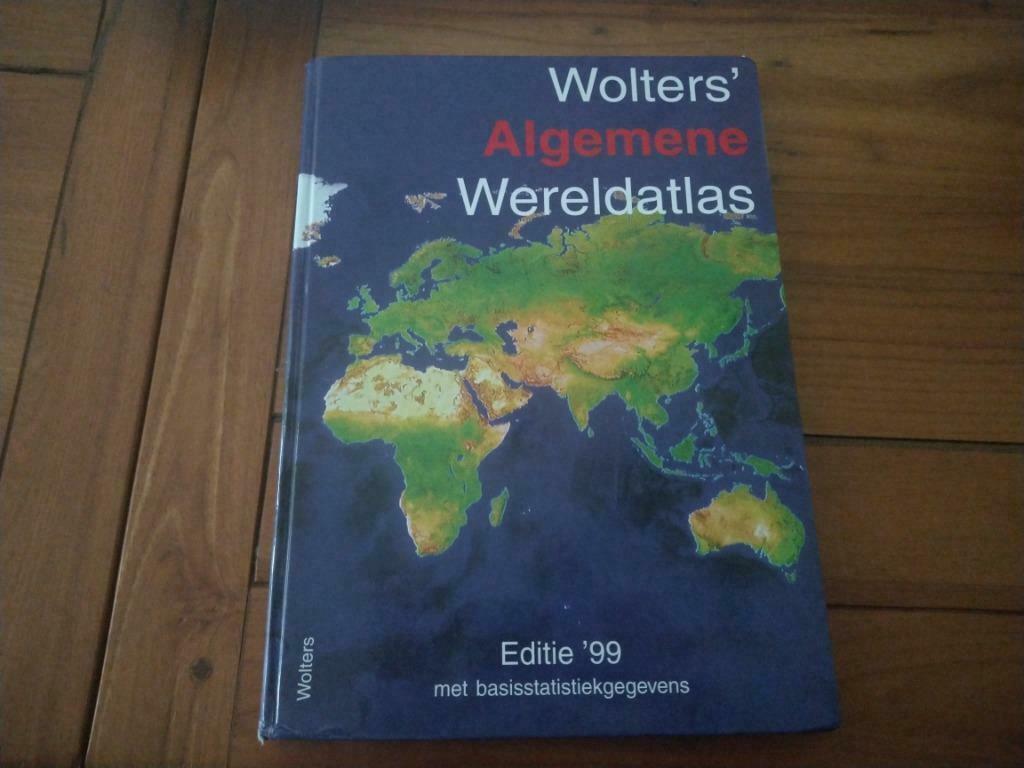 Wolters’
Algemene
Wereldatlas
Editie ’99
met basisstatistiekgegevens
Wolters